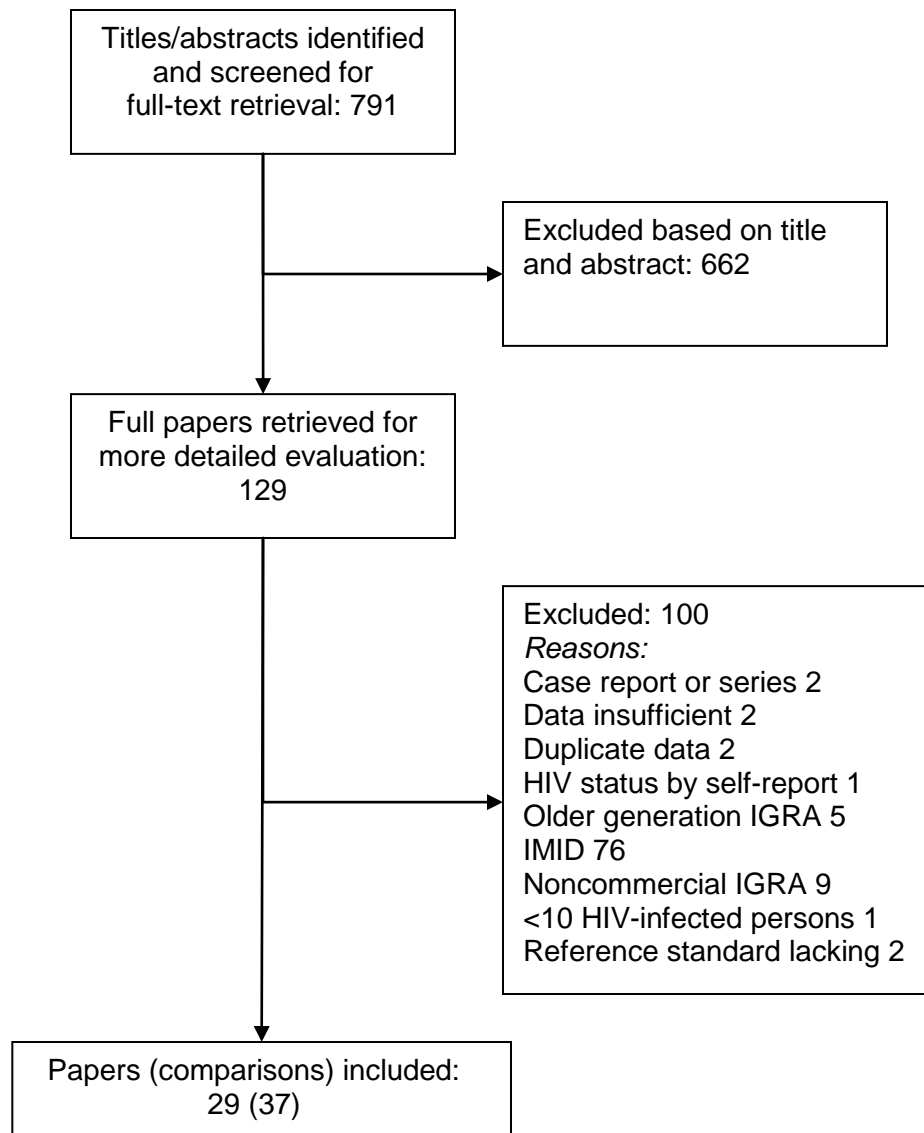 Titles/abstracts identified
and screened for
full-text retrieval: 791
Excluded based on title
and abstract: 662
Full papers retrieved for
more detailed evaluation:
129
Excluded: 100
Reasons:
Case report or series 2
Data insufficient 2
Duplicate data 2
HIV status by self-report 1
Older generation IGRA 5
IMID 76
Noncommercial IGRA 9
<10 HIV-infected persons 1
Reference standard lacking 2
Papers (comparisons) included:
29 (37)